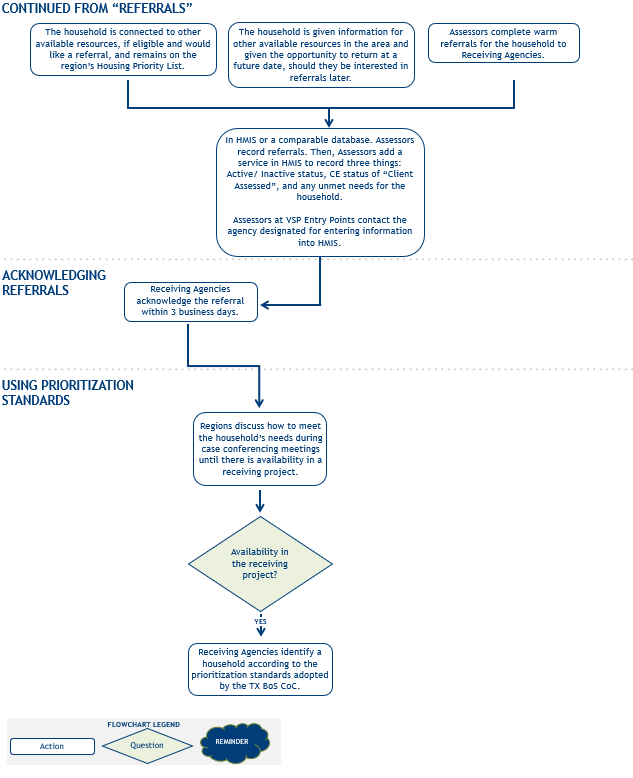 CONTINUED FROM “REFERRALS”
The household is connected to other
available resources, if eligible and would
like a referral, and remains on the
region's Housing Priority List.
The household is given information for
other available resources in the area and
given the opportunity to return at a
future date, should they be interested in
referrals later.
Assessors complete warm
referrals for the household to
Receiving Agencies.
In HMIS or a comparable database. Assessors
record referrals. Then, Assessors add a
service in HMIS to record three things:
Active/ Inactive status, CE status of “Client
Assessed”, and any unmet needs for the
household.
Assessors at VSP Entry Points contact the
agency designated for entering information
into HMIS.
ACKNOWLEDGING
REFERRALS
Receiving Agencies
acknowledge the referral
within 3 business days.
USING PRIORITIZATION
STANDARDS
Regions discuss how to meet
the household's needs during
case conferencing meetings
until there is availability in a
receiving project.
Availability in
the receiving
project?
YES
Receiving Agencies identify a
household according to the
prioritization standards adopted
by the TX BoS CoC.
FLOWCHART LEGEND
Action
Question
REMINDER